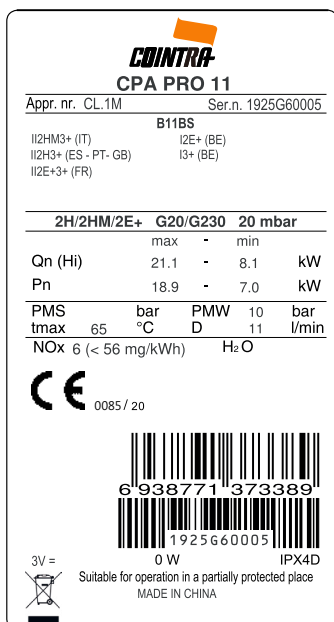 COINTRA
CPA PRO 11
Appr. nr. CL.1M Ser.n. 1925G60005
B11BS
II2HM3+ (IT) I2E+ (BE)
II2H3+ (ES - PT- GB) I3+ (BE)
II2E+3+ (FR)
2H/2HM/2E+ G20/G230 20 mbar
max - min
Qn (Hi) 21.1 - 8.1 kW
Pn 18.9 - 7.0 kW
PMS bar PMW 10 bar
tmax 65 °C D 11 l/min
NOx 6 (< 56 mg/kWh) H2O
CE 0085 / 20
6 938771 373389
1925G60005
3V = 0 W IPX4D
Suitable for operation in a partially protected place
MADE IN CHINA